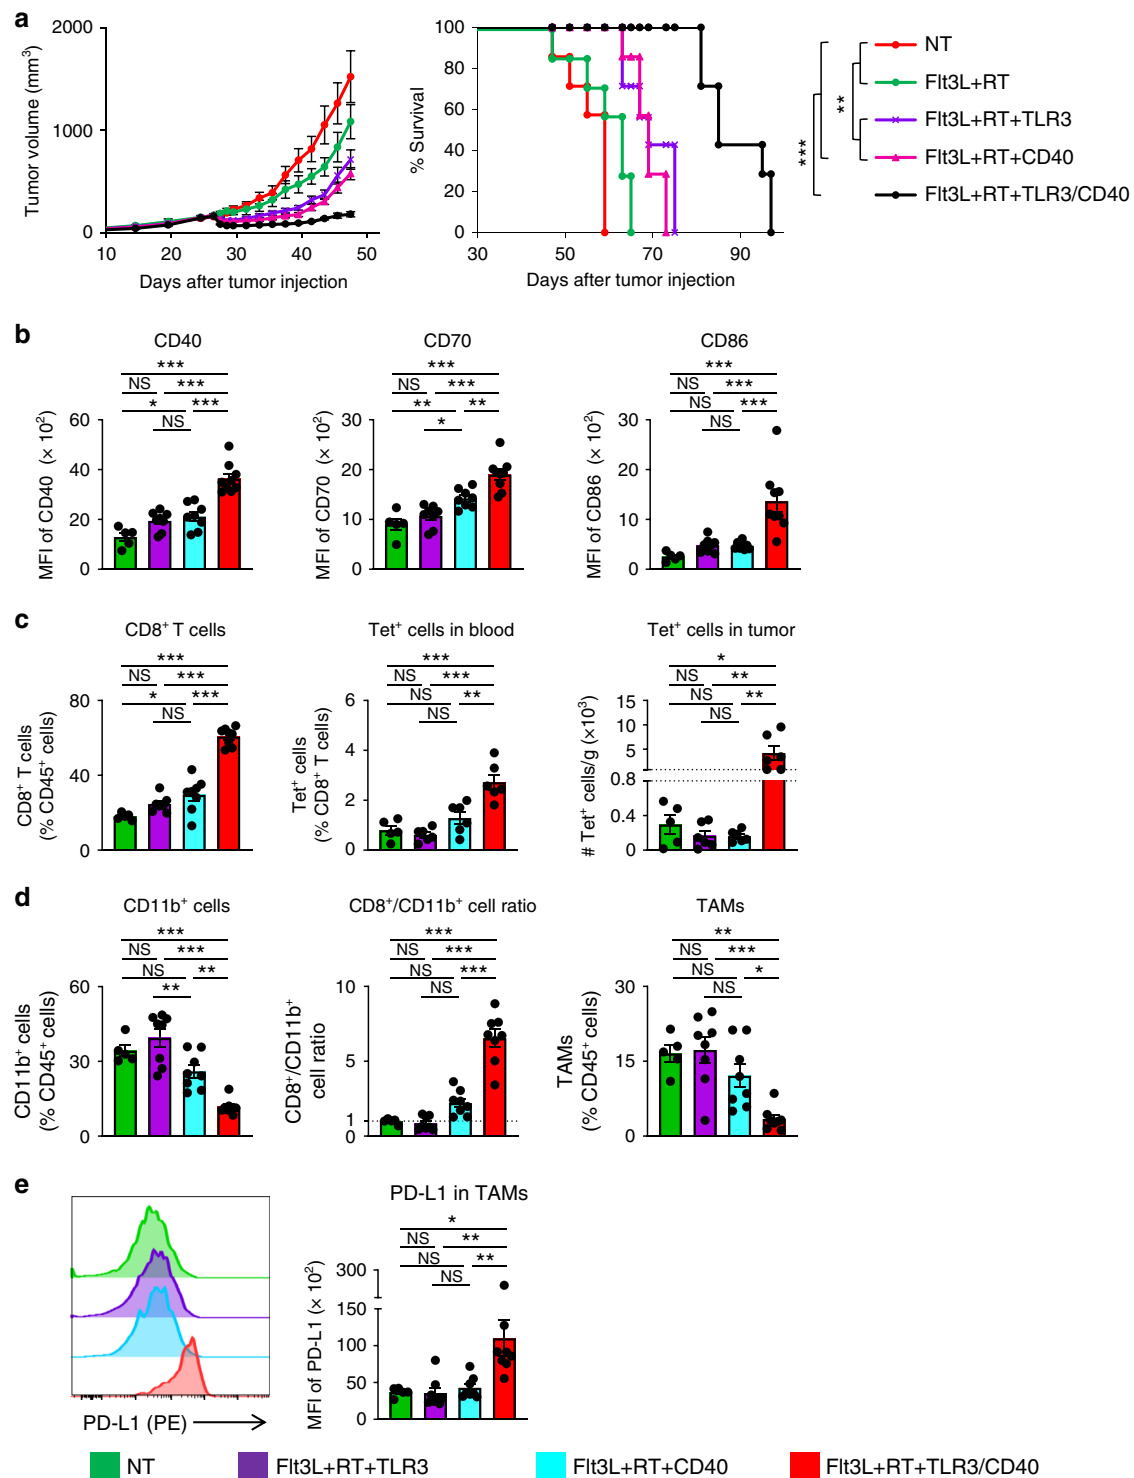 a
2000
1000
0
Tumor volume (mm³)
10 20 30 40 50
Days after tumor injection
100
80
60
40
20
0
% Survival
30 50 70 90
Days after tumor injection
***
**
NT
Flt3L+RT
Flt3L+RT+TLR3
Flt3L+RT+CD40
Flt3L+RT+TLR3/CD40
b
CD40
***
NS ***
* ***
NS
60
40
20
0
MFI of CD40 (× 10²)
CD70
***
NS ***
** **
*
30
20
10
0
MFI of CD70 (× 10²)
CD86
***
NS ***
NS ***
NS
30
20
10
0
MFI of CD86 (× 10²)
c
CD8⁺ T cells
***
NS ***
* ***
NS
80
40
0
CD8⁺ T cells
(% CD45⁺ cells)
Tet⁺ cells in blood
***
NS ***
NS **
NS
6
4
2
0
Tet⁺ cells
(% CD8⁺ T cells)
Tet⁺ cells in tumor
*
NS **
NS **
NS
15
10
5
0.8
0.4
0
# Tet⁺ cells/g (×10³)
d
CD11b⁺ cells
***
NS ***
NS **
**
60
30
0
CD11b⁺ cells
(% CD45⁺ cells)
CD8⁺/CD11b⁺ cell ratio
***
NS ***
NS ***
NS
10
5
1
0
CD8⁺/CD11b⁺
cell ratio
TAMs
**
NS ***
NS *
NS
30
15
0
TAMs
(% CD45⁺ cells)
e
PD-L1 (PE)
PD-L1 in TAMs
*
NS **
NS **
NS
300
150
100
50
0
MFI of PD-L1 (× 10²)
NT
Flt3L+RT+TLR3
Flt3L+RT+CD40
Flt3L+RT+TLR3/CD40